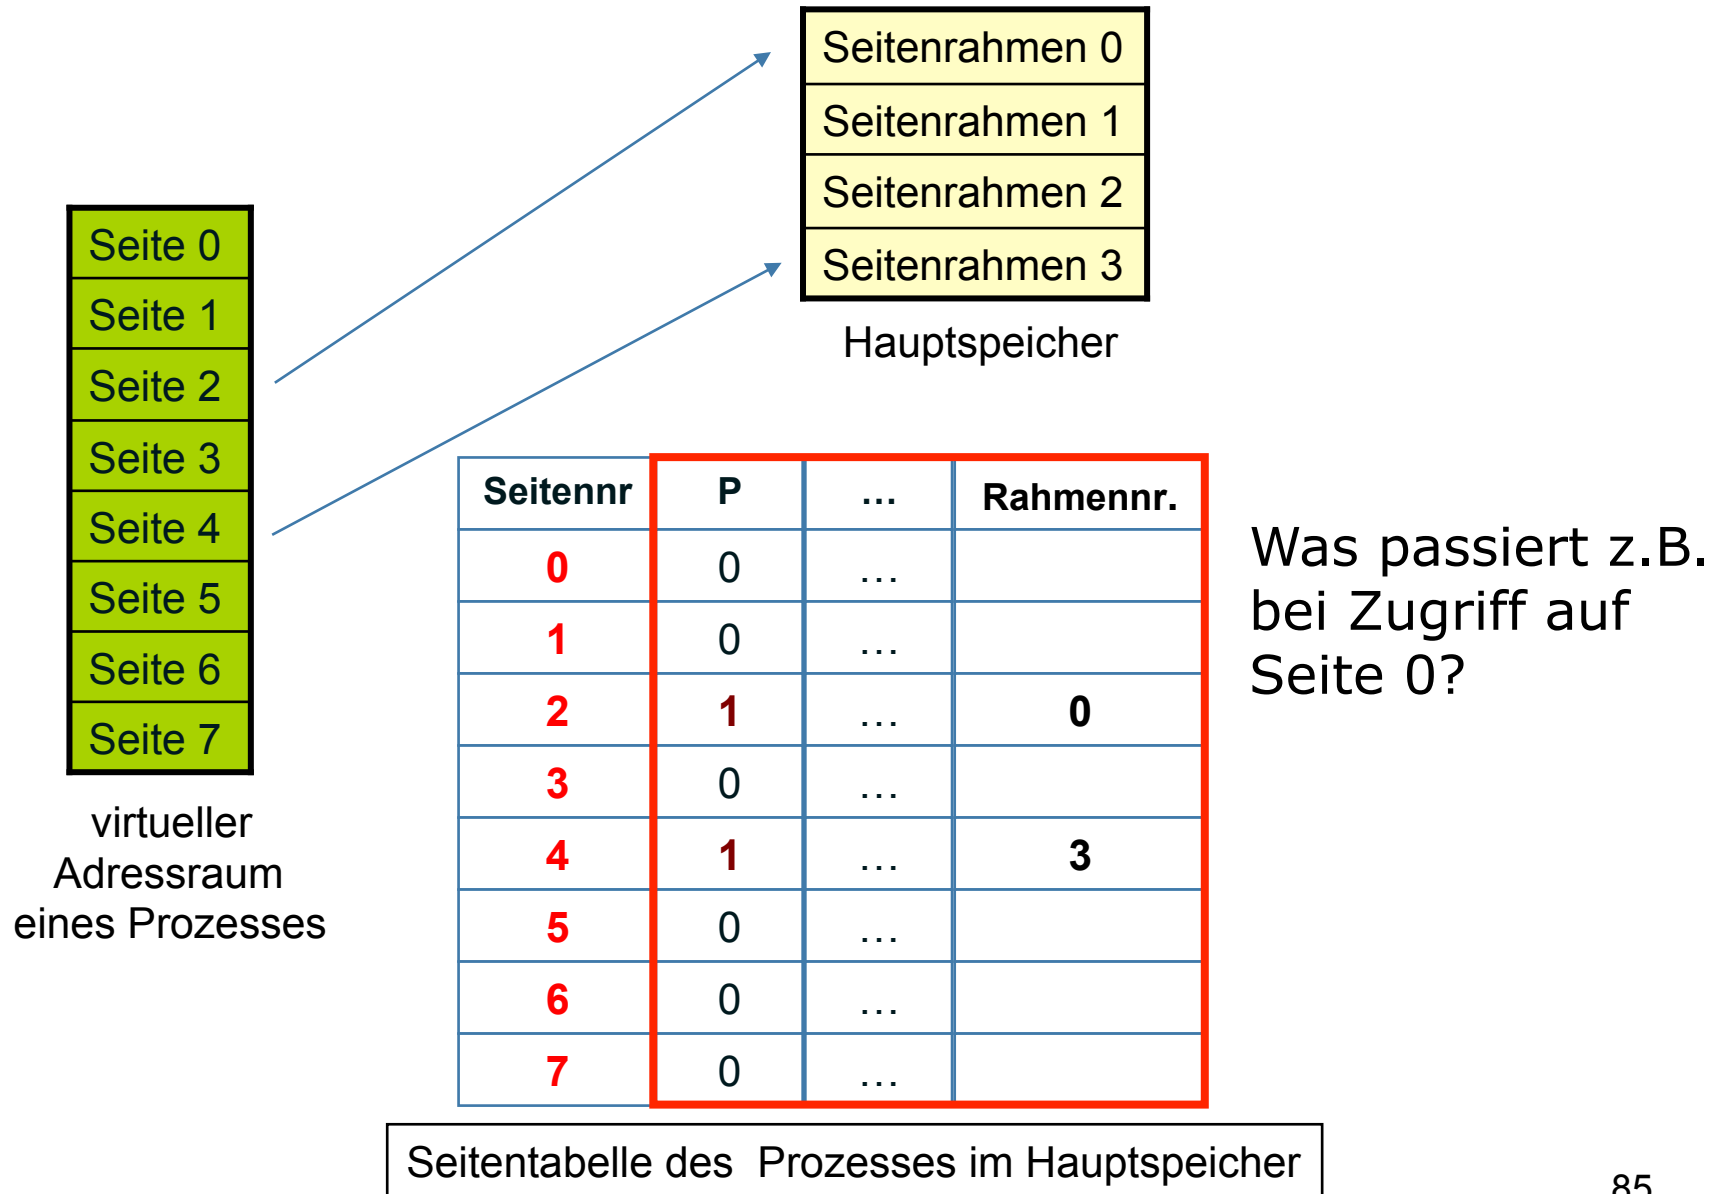 Seitenrahmen 0
Seitenrahmen 1
Seitenrahmen 2
Seitenrahmen 3
Hauptspeicher
Seite 0
Seite 1
Seite 2
Seite 3
Seite 4
Seite 5
Seite 6
Seite 7
virtueller
Adressraum
eines Prozesses
Seitennr P ... Rahmennr.
0 0 ...
1 0 ...
2 1 ... 0
3 0 ...
4 1 ... 3
5 0 ...
6 0 ...
7 0 ...
Seitentabelle des Prozesses im Hauptspeicher
Was passiert z.B.
bei Zugriff auf
Seite 0?
85